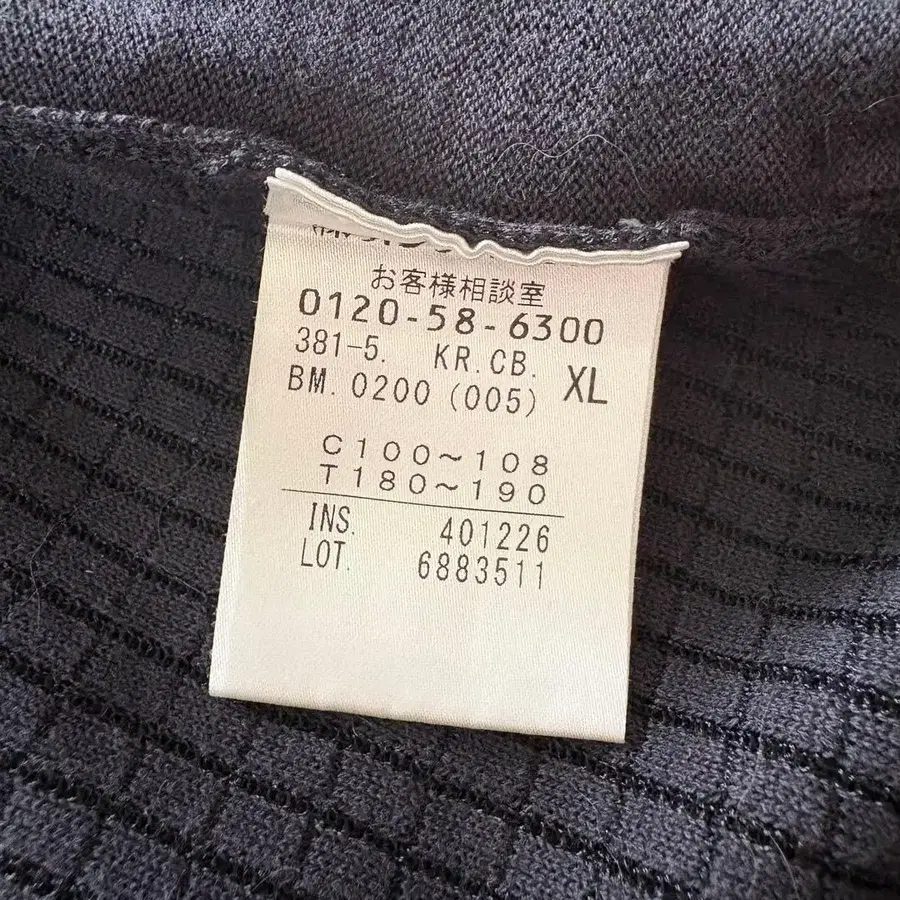 お客様相談室
0120-58-6300
381-5. KR.CB. XL
BM. 0200 (005)
C100~108
T180~190
INS. 401226
LOT. 6883511